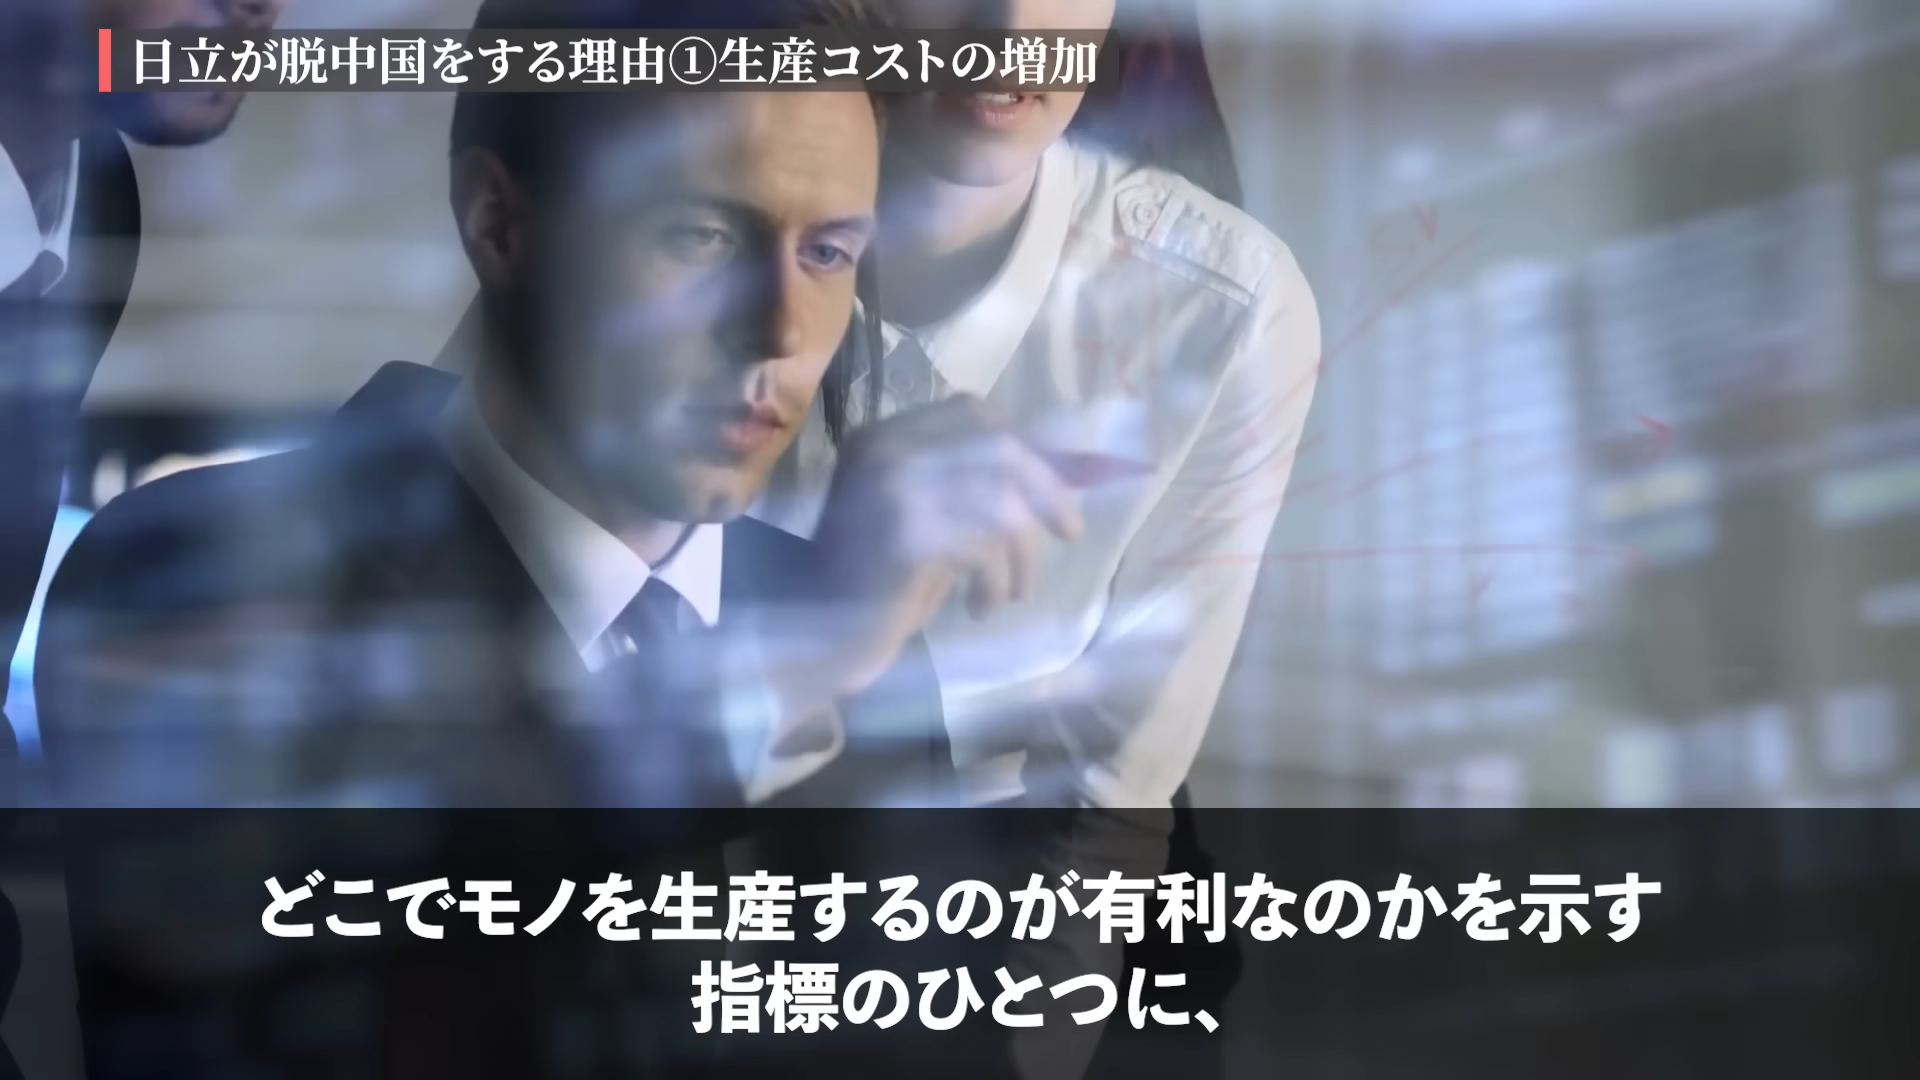 日立が脱中国をする理由①生産コストの増加
どこでモノを生産するのが有利なのかを示す
指標のひとつに、